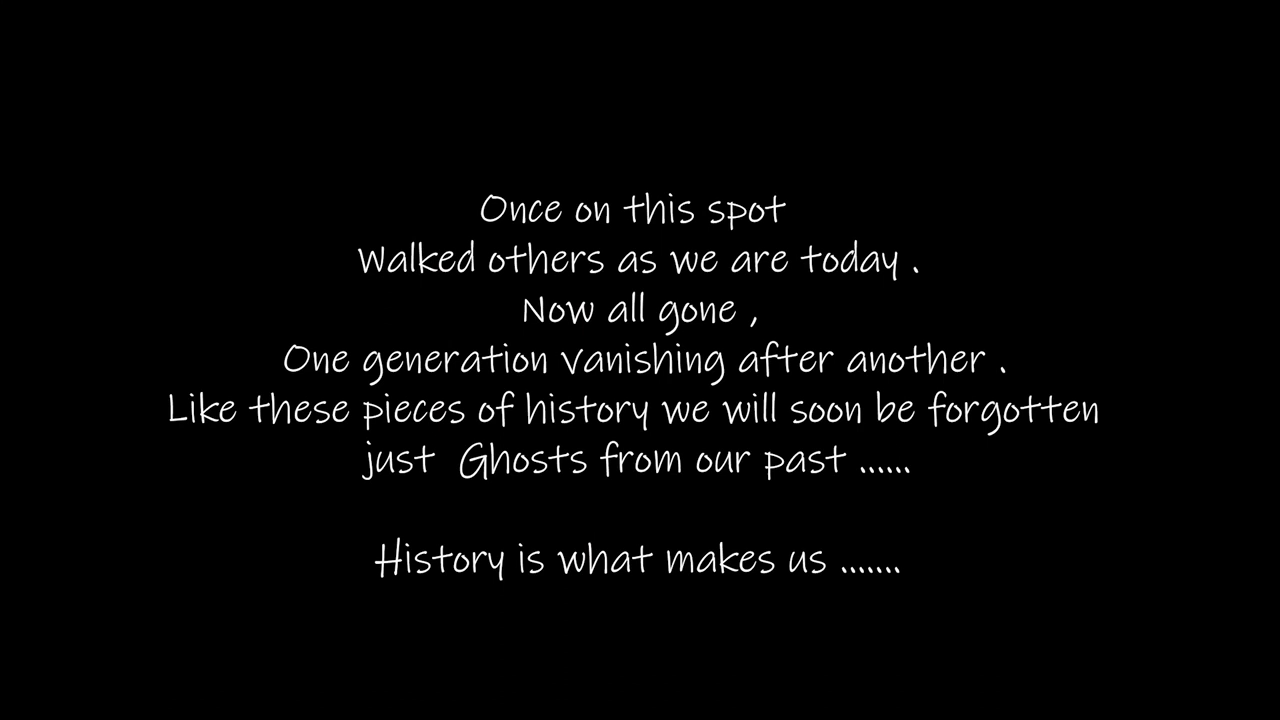 Once on this spot
Walked others as we are today .
Now all gone ,
One generation vanishing after another .
Like these pieces of history we will soon be forgotten
just Ghosts from our past ......
History is what makes us .......